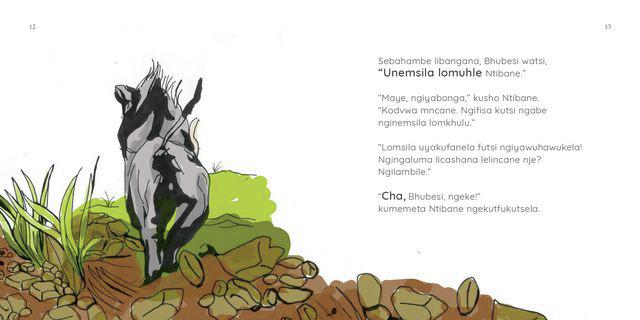 12
13
Sebahambe libangana, Bhubesi watsi,
“Unemsila lomuhle Ntibane.”
“Maye, ngiyabonga,” kusho Ntibane.
“Kodvwa mncane. Ngifisa kutsi ngabe
nginemsila lomkhulu.”
“Lomsila uyakufanela futsi ngiyawuhawukela!
Ngingaluma licashana lelincane nje?
Ngilambile.”
“Cha, Bhubesi, ngeke!”
kumemeta Ntibane ngekutfukutsela.